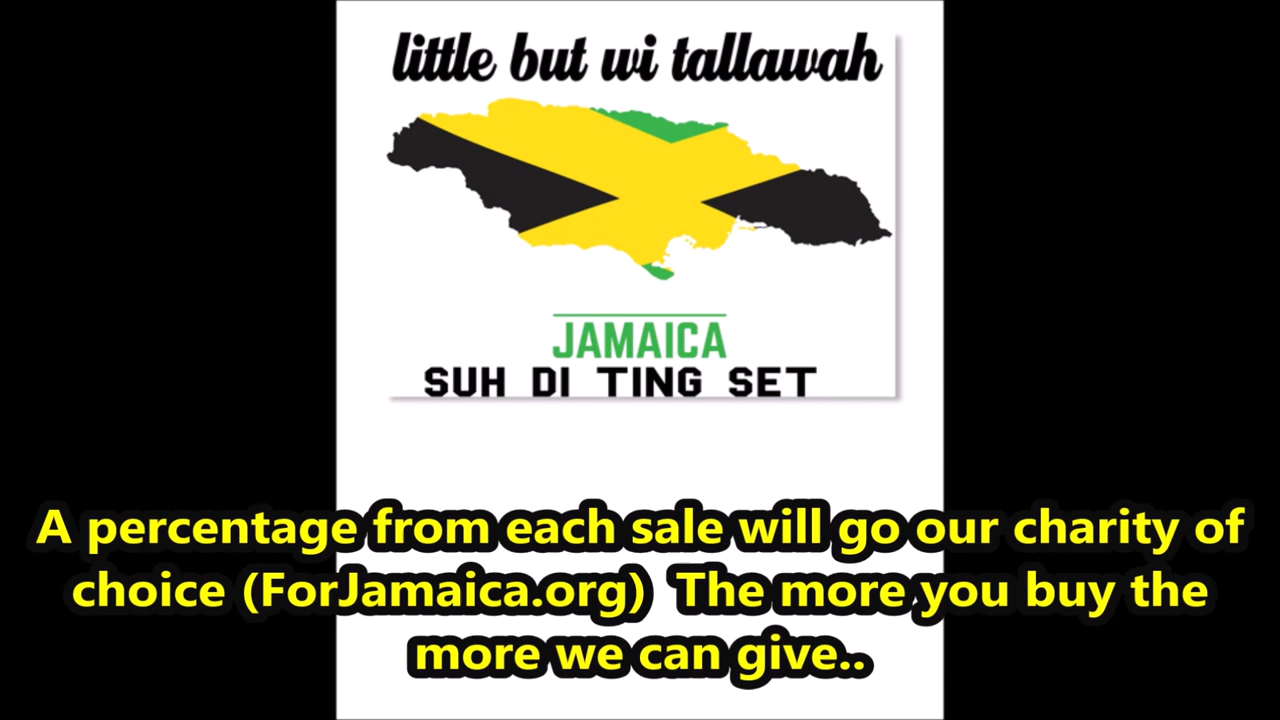 little but wi tallawah
JAMAICA
SUH DI TING SET
A percentage from each sale will go our charity of
choice (ForJamaica.org)  The more you buy the
more we can give..